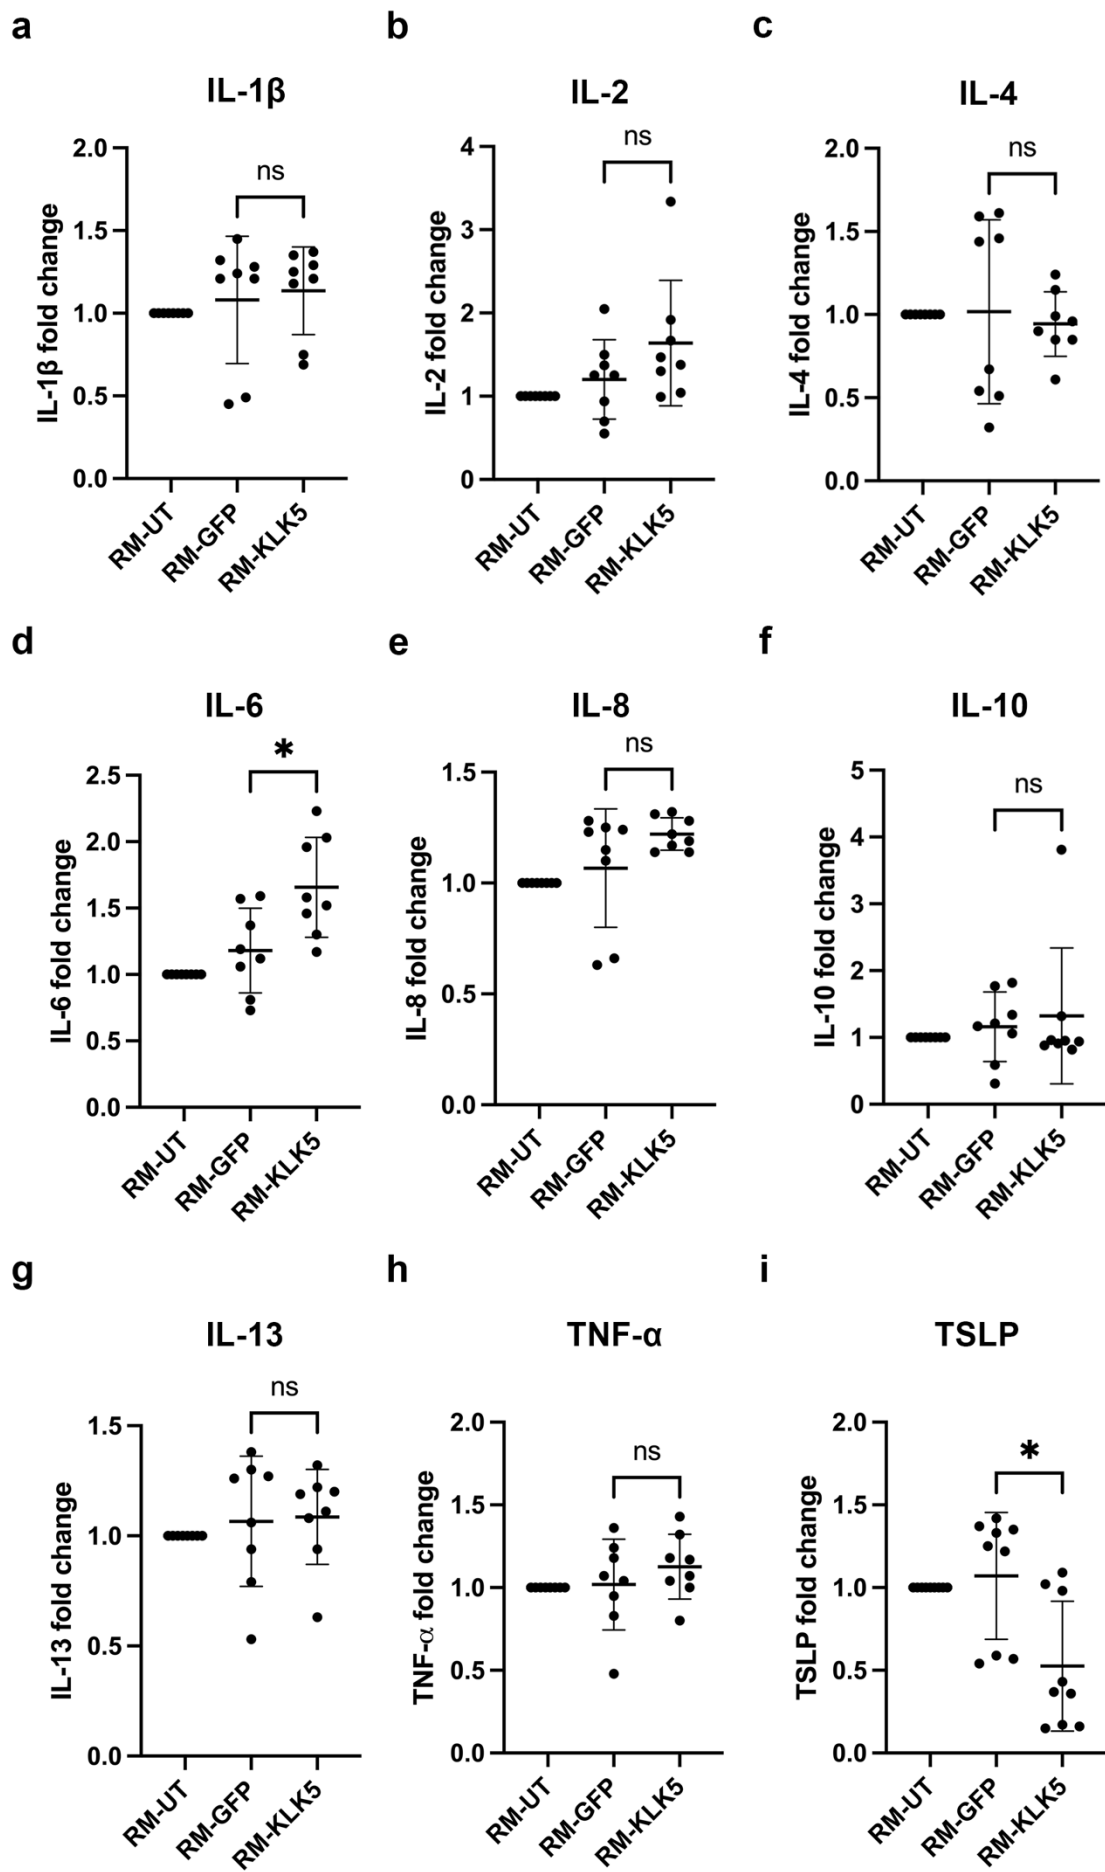 a
b
c
IL-1β
IL-2
IL-4
ns
ns
ns
IL-1β fold change
2.0
1.5
1.0
0.5
0.0
RM-UT
RM-GFP
RM-KLK5
IL-2 fold change
4
3
2
1
0
RM-UT
RM-GFP
RM-KLK5
IL-4 fold change
2.0
1.5
1.0
0.5
0.0
RM-UT
RM-GFP
RM-KLK5
d
e
f
IL-6
IL-8
IL-10
*
ns
ns
IL-6 fold change
2.5
2.0
1.5
1.0
0.5
0.0
RM-UT
RM-GFP
RM-KLK5
IL-8 fold change
1.5
1.0
0.5
0.0
RM-UT
RM-GFP
RM-KLK5
IL-10 fold change
5
4
3
2
1
0
RM-UT
RM-GFP
RM-KLK5
g
h
i
IL-13
TNF-α
TSLP
ns
ns
*
IL-13 fold change
1.5
1.0
0.5
0.0
RM-UT
RM-GFP
RM-KLK5
TNF-α fold change
2.0
1.5
1.0
0.5
0.0
RM-UT
RM-GFP
RM-KLK5
TSLP fold change
2.0
1.5
1.0
0.5
0.0
RM-UT
RM-GFP
RM-KLK5